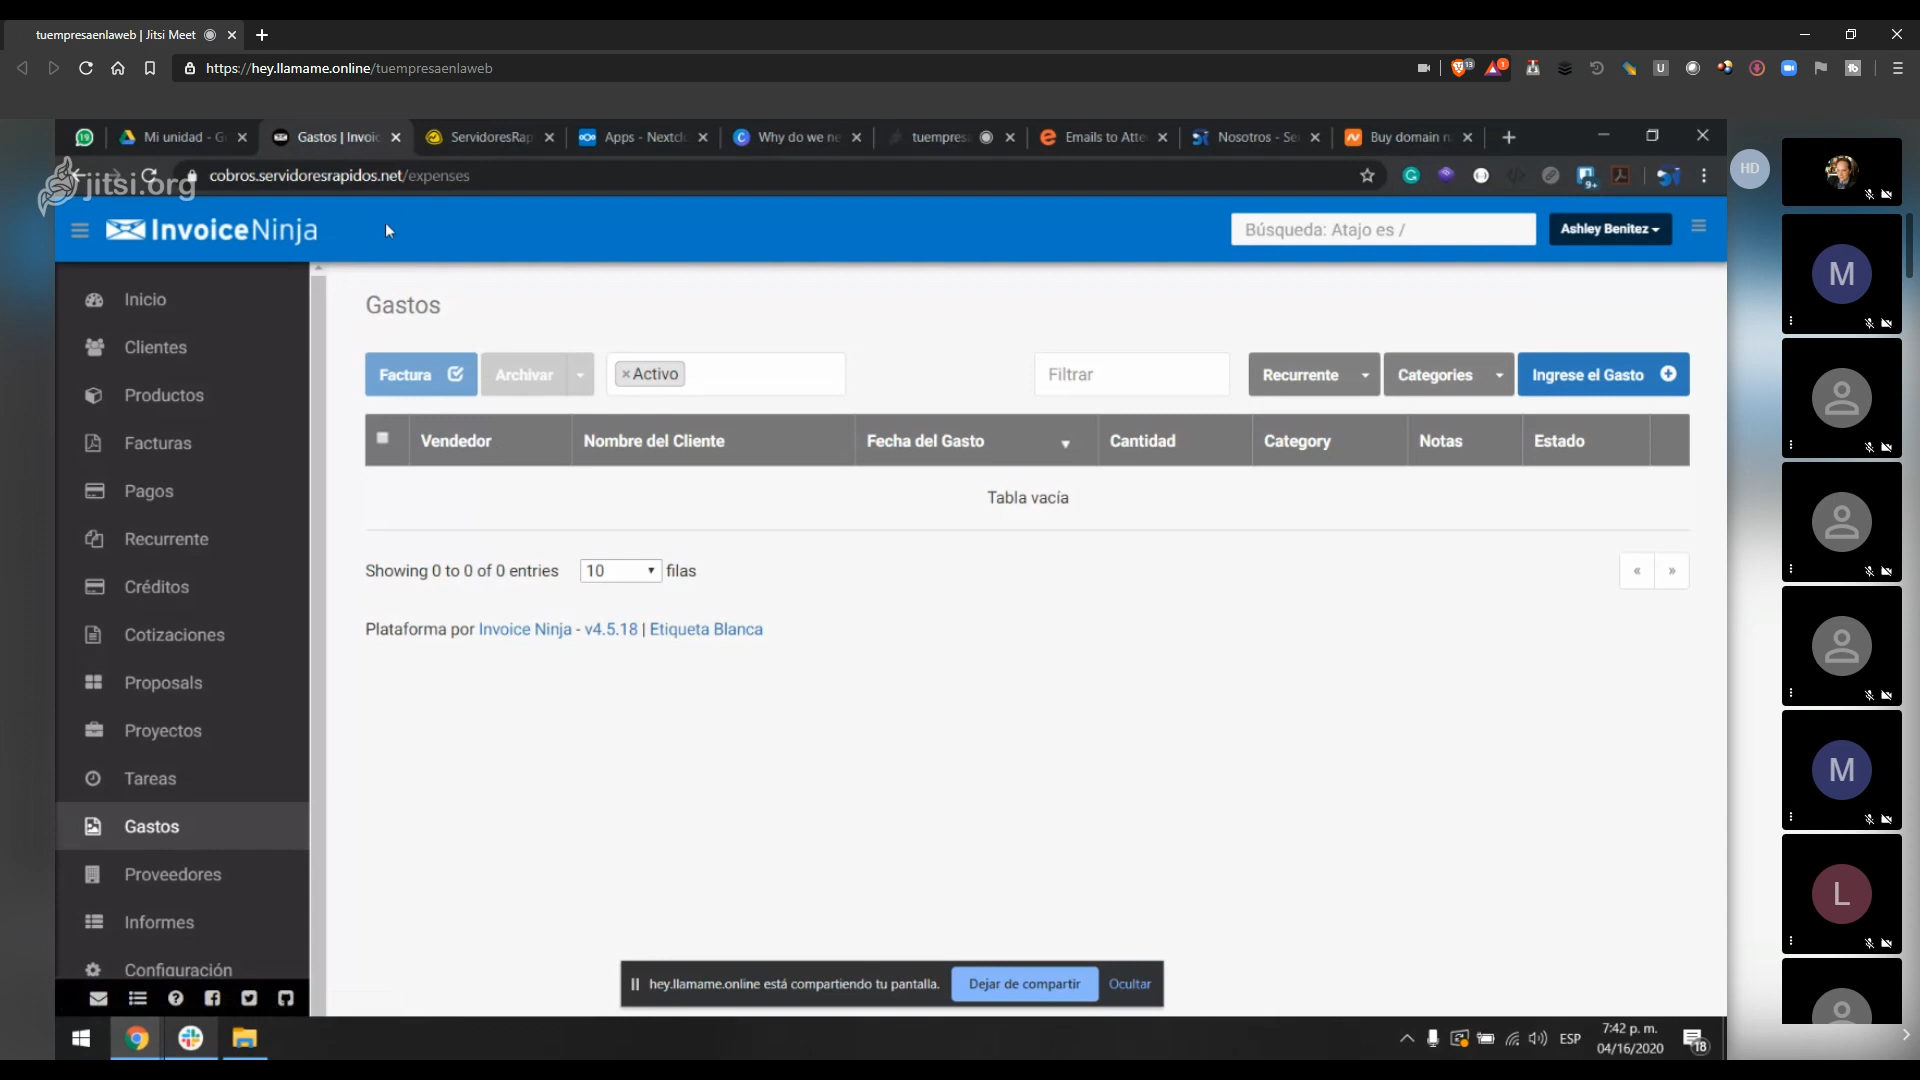 tuempresaenlaweb | Jitsi Meet
https://hey.llamame.online/tuempresaenlaweb
13
1
U
19
Mi unidad - G
Gastos | Invoic
ServidoresRap
Apps - Nextcl
Why do we ne
tuempres
Emails to Atte
Nosotros - Se
Buy domain n
jitsi.org
cobros.servidoresrapidos.net/expenses
9+
HD
InvoiceNinja
Búsqueda: Atajo es /
Ashley Benitez
Inicio
Clientes
Productos
Facturas
Pagos
Recurrente
Créditos
Cotizaciones
Proposals
Proyectos
Tareas
Gastos
Proveedores
Informes
Configuración
Gastos
Factura
Archivar
×Activo
Filtrar
Recurrente
Categories
Ingrese el Gasto
Vendedor
Nombre del Cliente
Fecha del Gasto
Cantidad
Category
Notas
Estado
Tabla vacía
Showing 0 to 0 of 0 entries
10
filas
«
»
Plataforma por Invoice Ninja - v4.5.18 | Etiqueta Blanca
hey.llamame.online está compartiendo tu pantalla.
Dejar de compartir
Ocultar
ESP
7:42 p. m.
04/16/2020
18
M
M
L